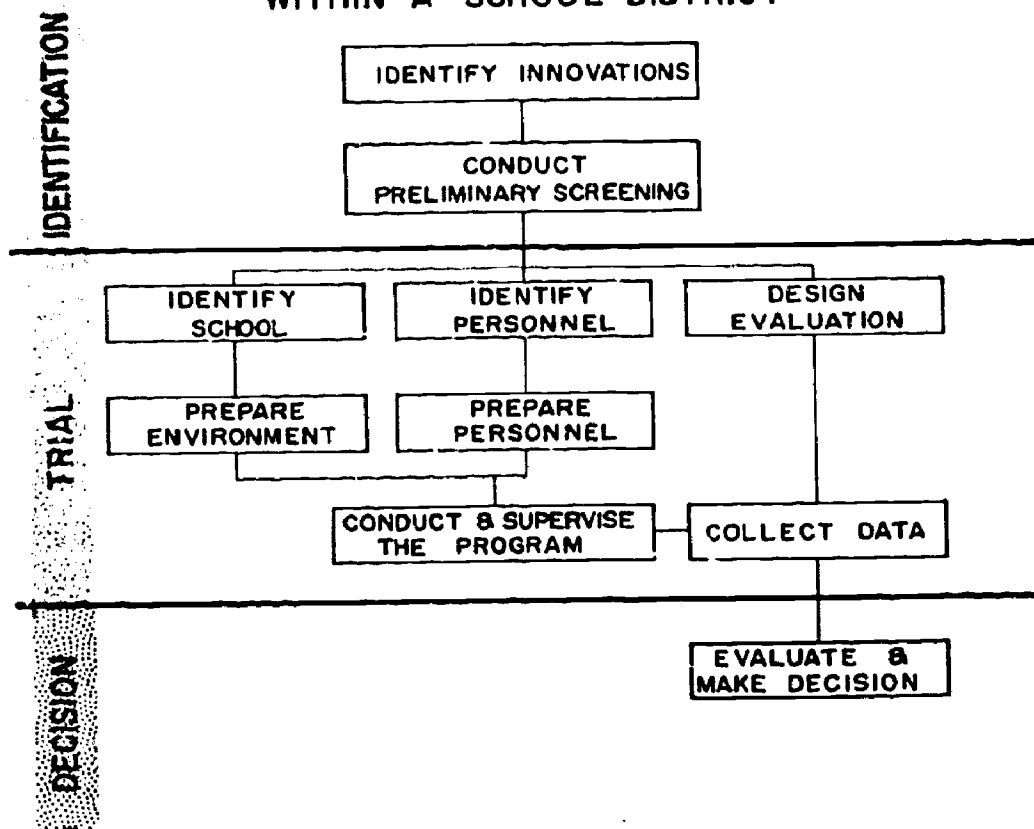 WITHIN A SCHOOL DISTRICT
IDENTIFICATION
IDENTIFY INNOVATIONS
CONDUCT
PRELIMINARY SCREENING
TRIAL
IDENTIFY
SCHOOL
IDENTIFY
PERSONNEL
DESIGN
EVALUATION
PREPARE
ENVIRONMENT
PREPARE
PERSONNEL
CONDUCT & SUPERVISE
THE PROGRAM
COLLECT DATA
DECISION
EVALUATE &
MAKE DECISION